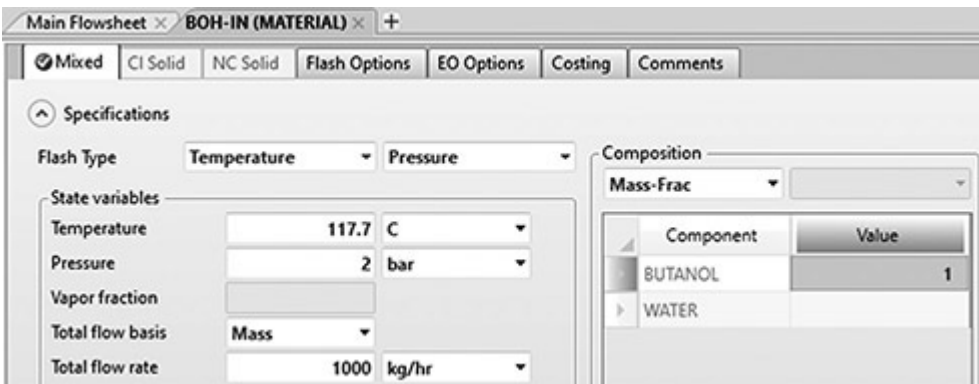 Main Flowsheet × BOH-IN (MATERIAL) × +
Mixed CI Solid NC Solid Flash Options EO Options Costing Comments
Specifications
Flash Type Temperature Pressure
Composition
Mass-Frac
State variables
Temperature 117.7 C
Component Value
Pressure 2 bar
BUTANOL 1
Vapor fraction
WATER
Total flow basis Mass
Total flow rate 1000 kg/hr